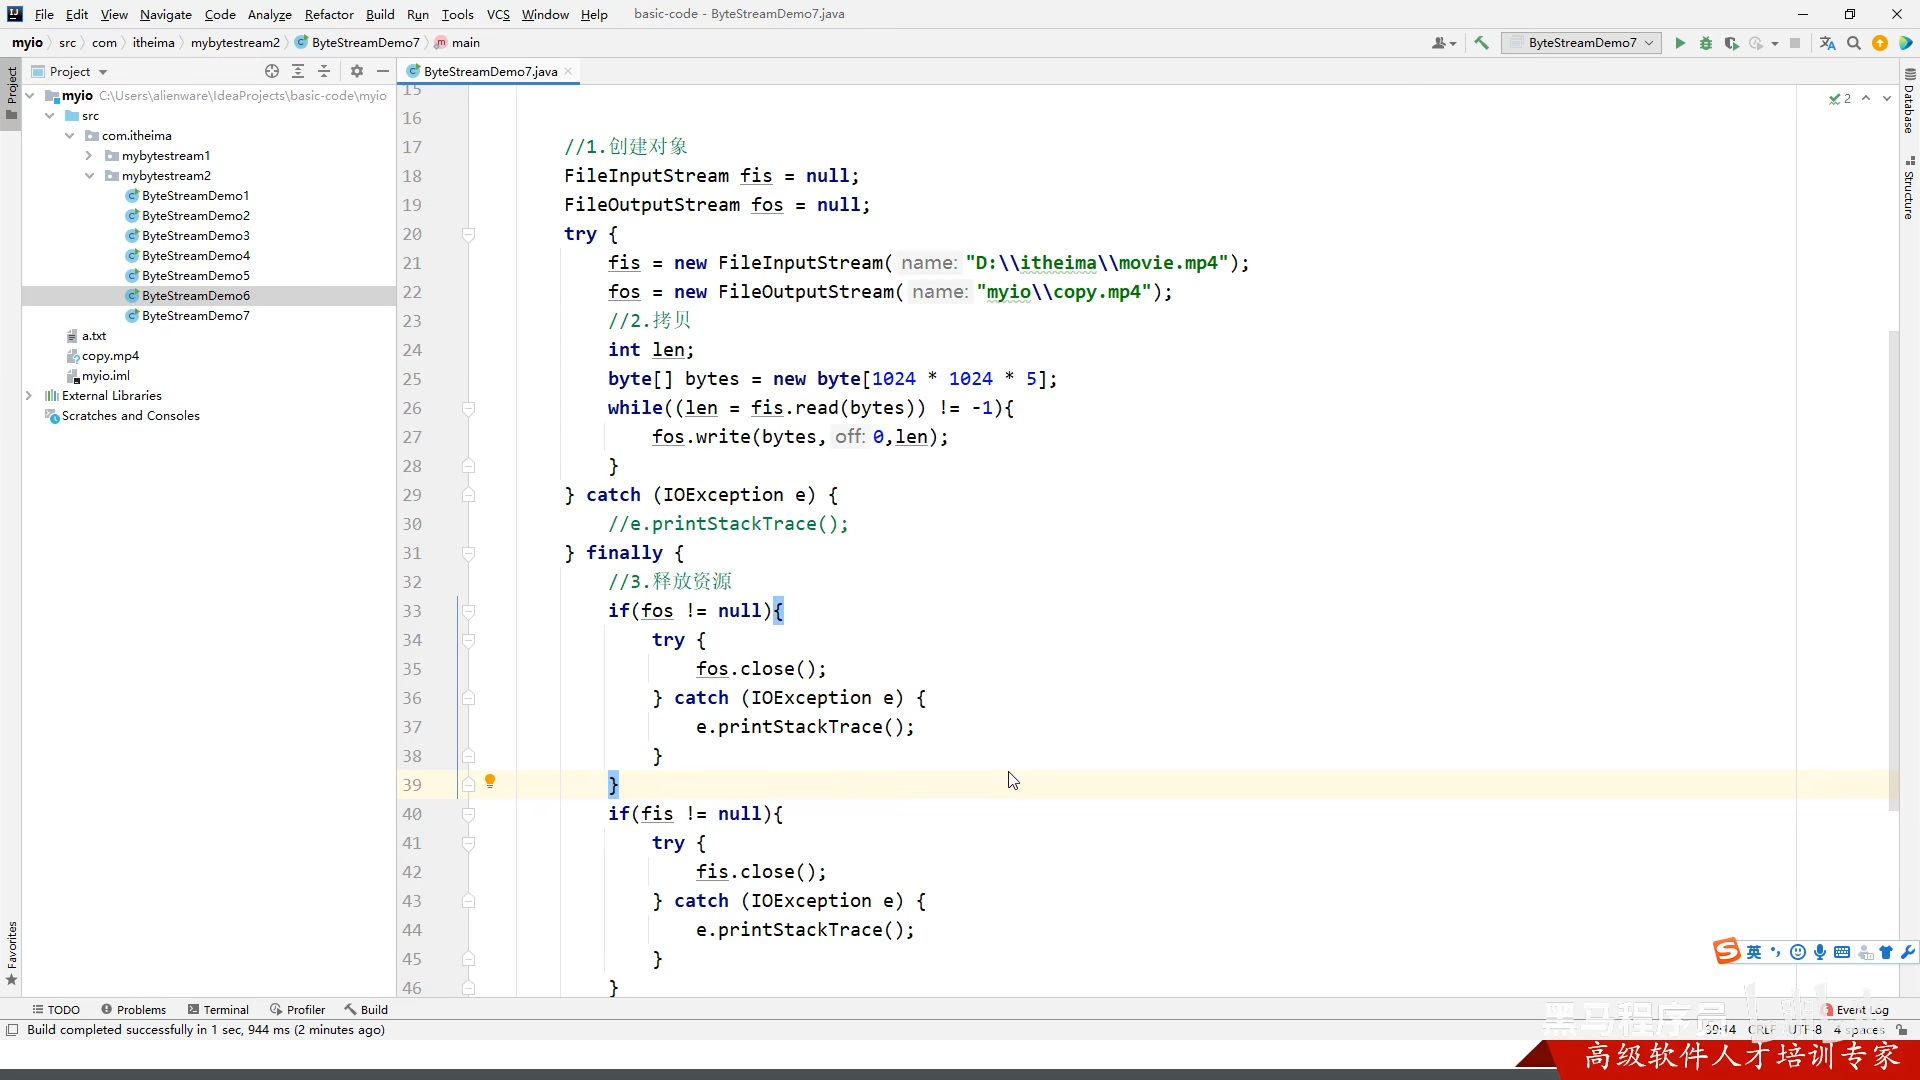 File Edit View Navigate Code Analyze Refactor Build Run Tools VCS Window Help basic-code - ByteStreamDemo7.java
myio src com itheima mybytestream2 ByteStreamDemo7 main
ByteStreamDemo7
Project
ByteStreamDemo7.java
Project
myio C:\Users\alienware\IdeaProjects\basic-code\myio
src
com.itheima
mybytestream1
mybytestream2
ByteStreamDemo1
ByteStreamDemo2
ByteStreamDemo3
ByteStreamDemo4
ByteStreamDemo5
ByteStreamDemo6
ByteStreamDemo7
a.txt
copy.mp4
myio.iml
External Libraries
Scratches and Consoles
Favorites
15
16
17 //1.创建对象
18 FileInputStream fis = null;
19 FileOutputStream fos = null;
20 try {
21 fis = new FileInputStream( name: "D:\\itheima\\movie.mp4");
22 fos = new FileOutputStream( name: "myio\\copy.mp4");
23 //2.拷贝
24 int len;
25 byte[] bytes = new byte[1024 * 1024 * 5];
26 while((len = fis.read(bytes)) != -1){
27 fos.write(bytes, off: 0,len);
28 }
29 } catch (IOException e) {
30 //e.printStackTrace();
31 } finally {
32 //3.释放资源
33 if(fos != null){
34 try {
35 fos.close();
36 } catch (IOException e) {
37 e.printStackTrace();
38 }
39 }
40 if(fis != null){
41 try {
42 fis.close();
43 } catch (IOException e) {
44 e.printStackTrace();
45 }
46 }
2
Database
Structure
英
TODO Problems Terminal Profiler Build Event Log
Build completed successfully in 1 sec, 944 ms (2 minutes ago) 39:14 CRLF UTF-8 4 spaces
黑马程序员
高级软件人才培训专家